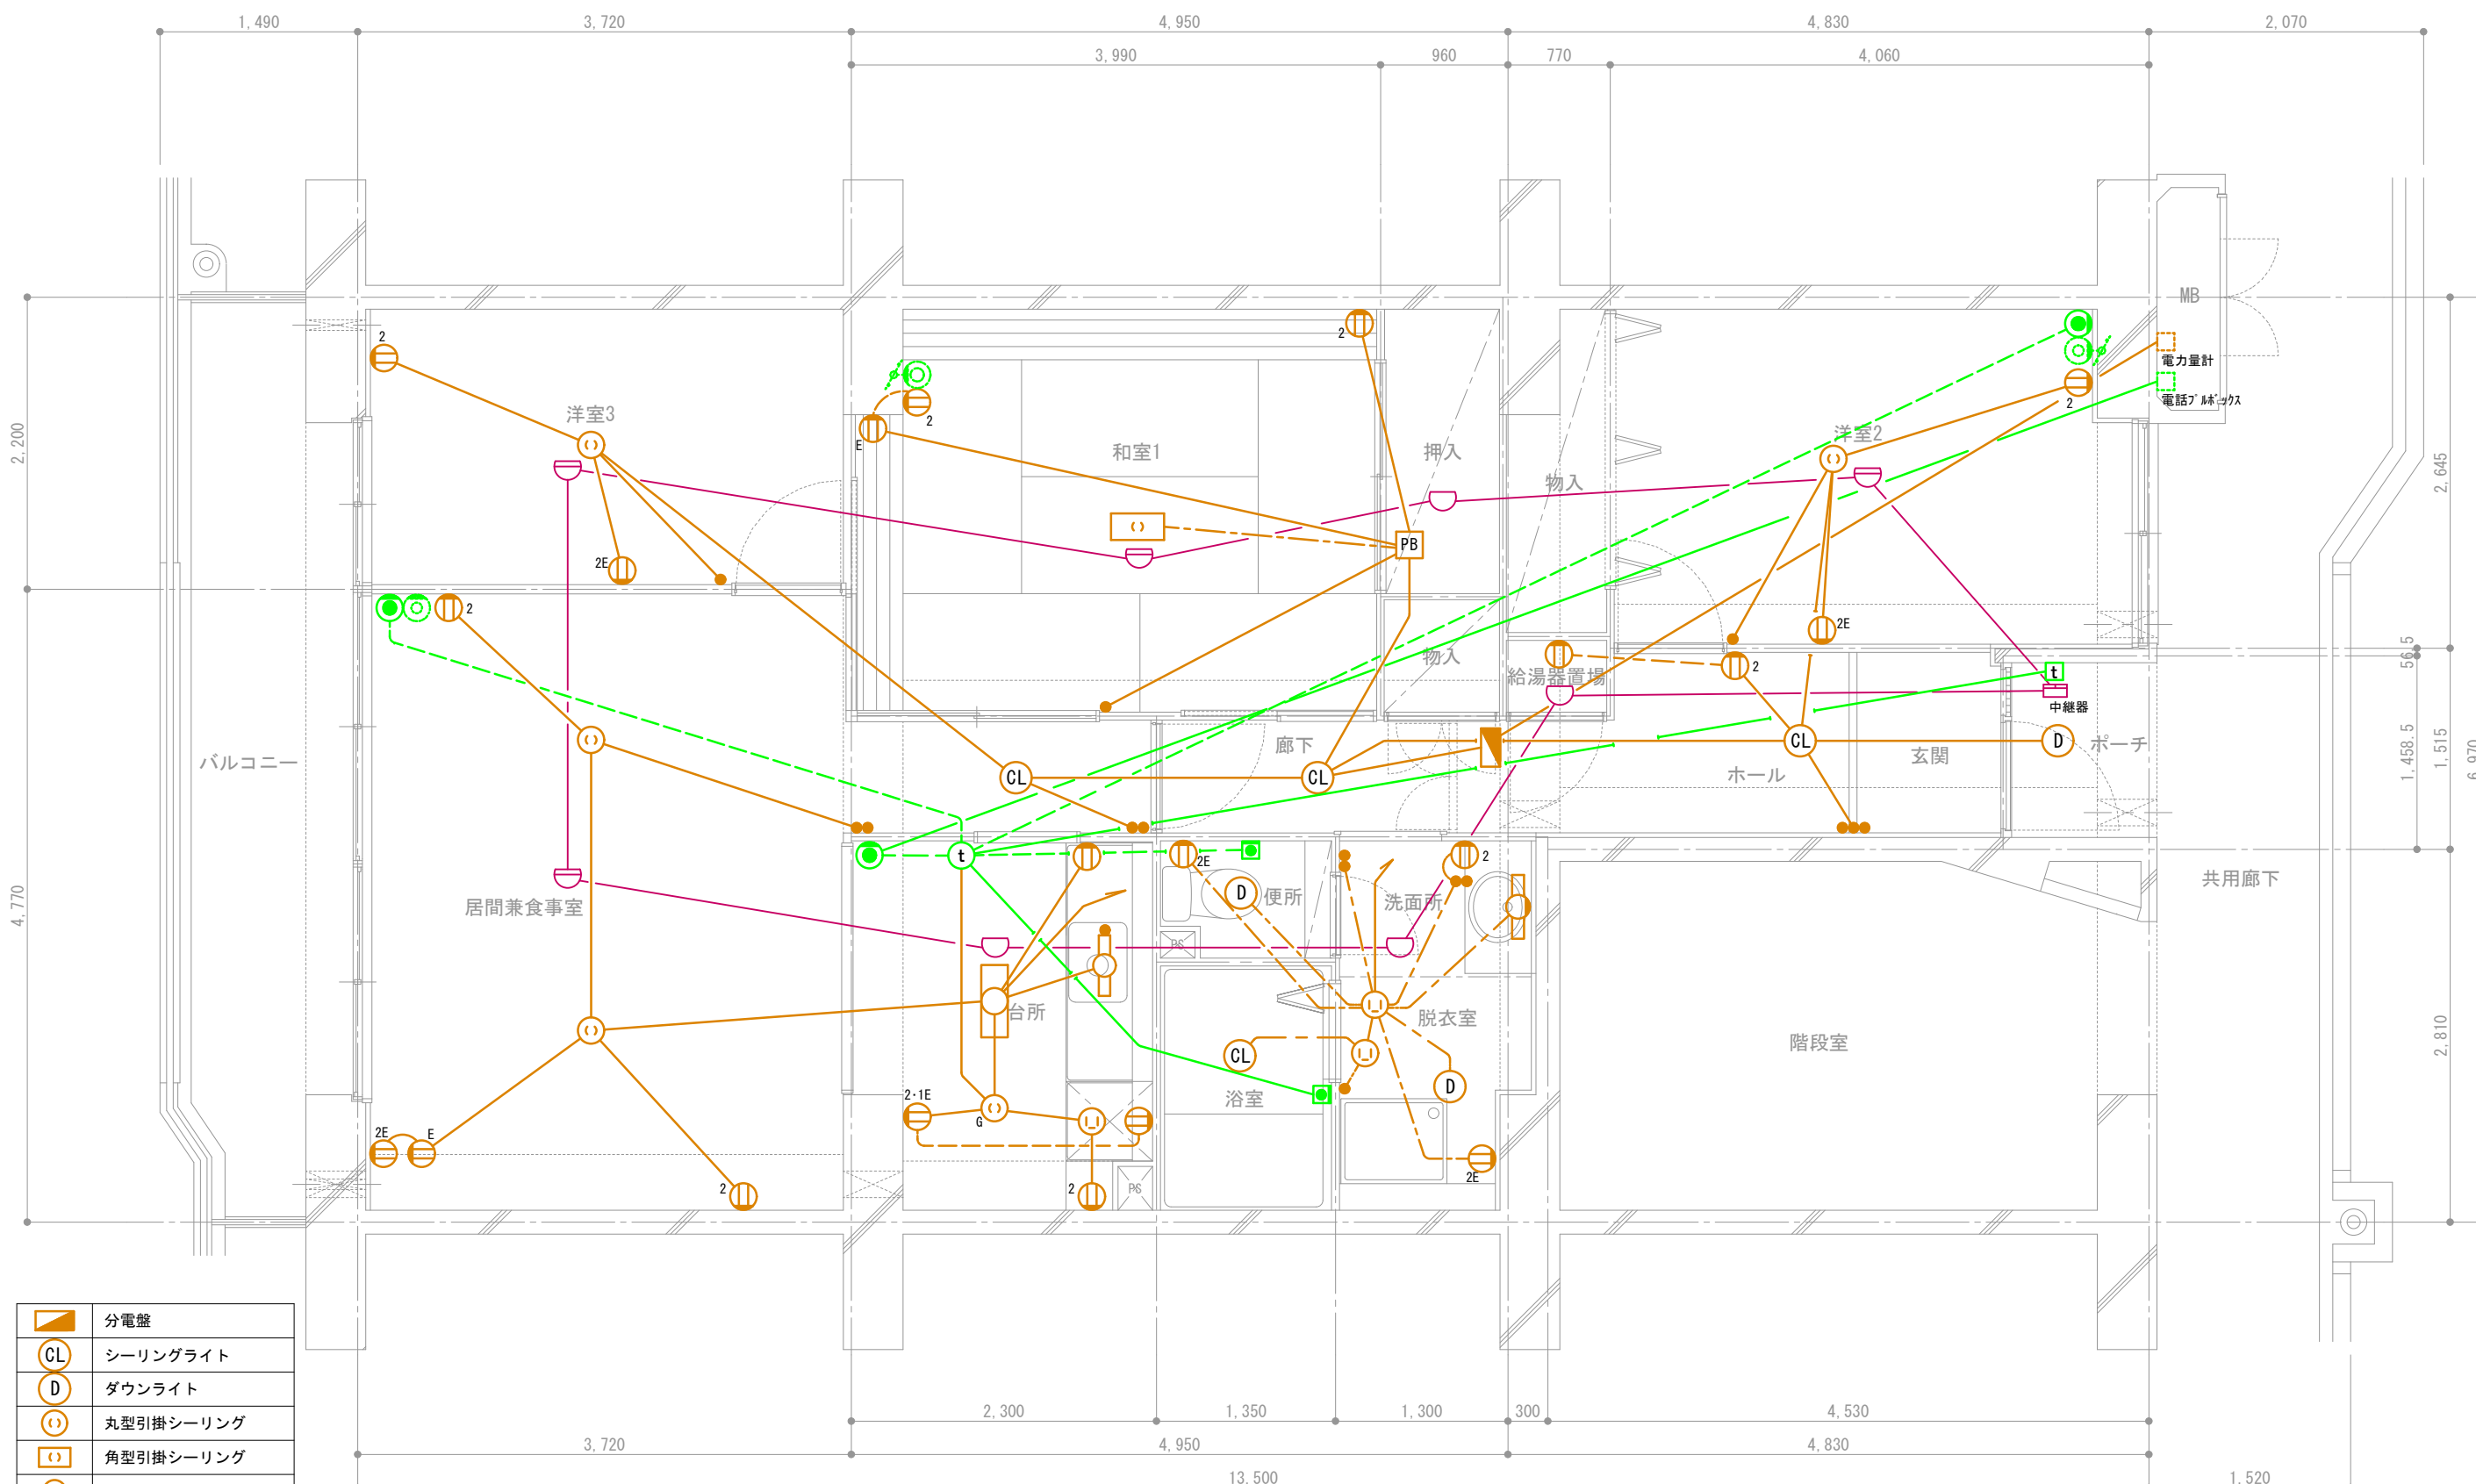 1,490
3,720
4,950
4,830
2,070
3,990
960
770
4,060
MB
電力量計
電話ﾌﾟﾙﾎﾞｯｸｽ
2
2
2
2
洋室3
和室1
押入
物入
洋室2
E
2,200
2,645
PB
2E
2
2E
56.5
物入
給湯器置場
2
t
中継器
バルコニー
CL
CL
廊下
CL
D
ホール
玄関
ポーチ
1,458.5
1,515
6,970
t
2E
2
4,770
居間兼食事室
D
便所
洗面所
共用廊下
PS
台所
脱衣室
階段室
2,810
CL
D
浴室
2・1E
G
2E
E
2
2
PS
2E
分電盤
CL
シーリングライト
D
ダウンライト
丸型引掛シーリング
角型引掛シーリング
2,300
1,350
1,300
300
4,530
3,720
4,950
4,830
13,500
1,520